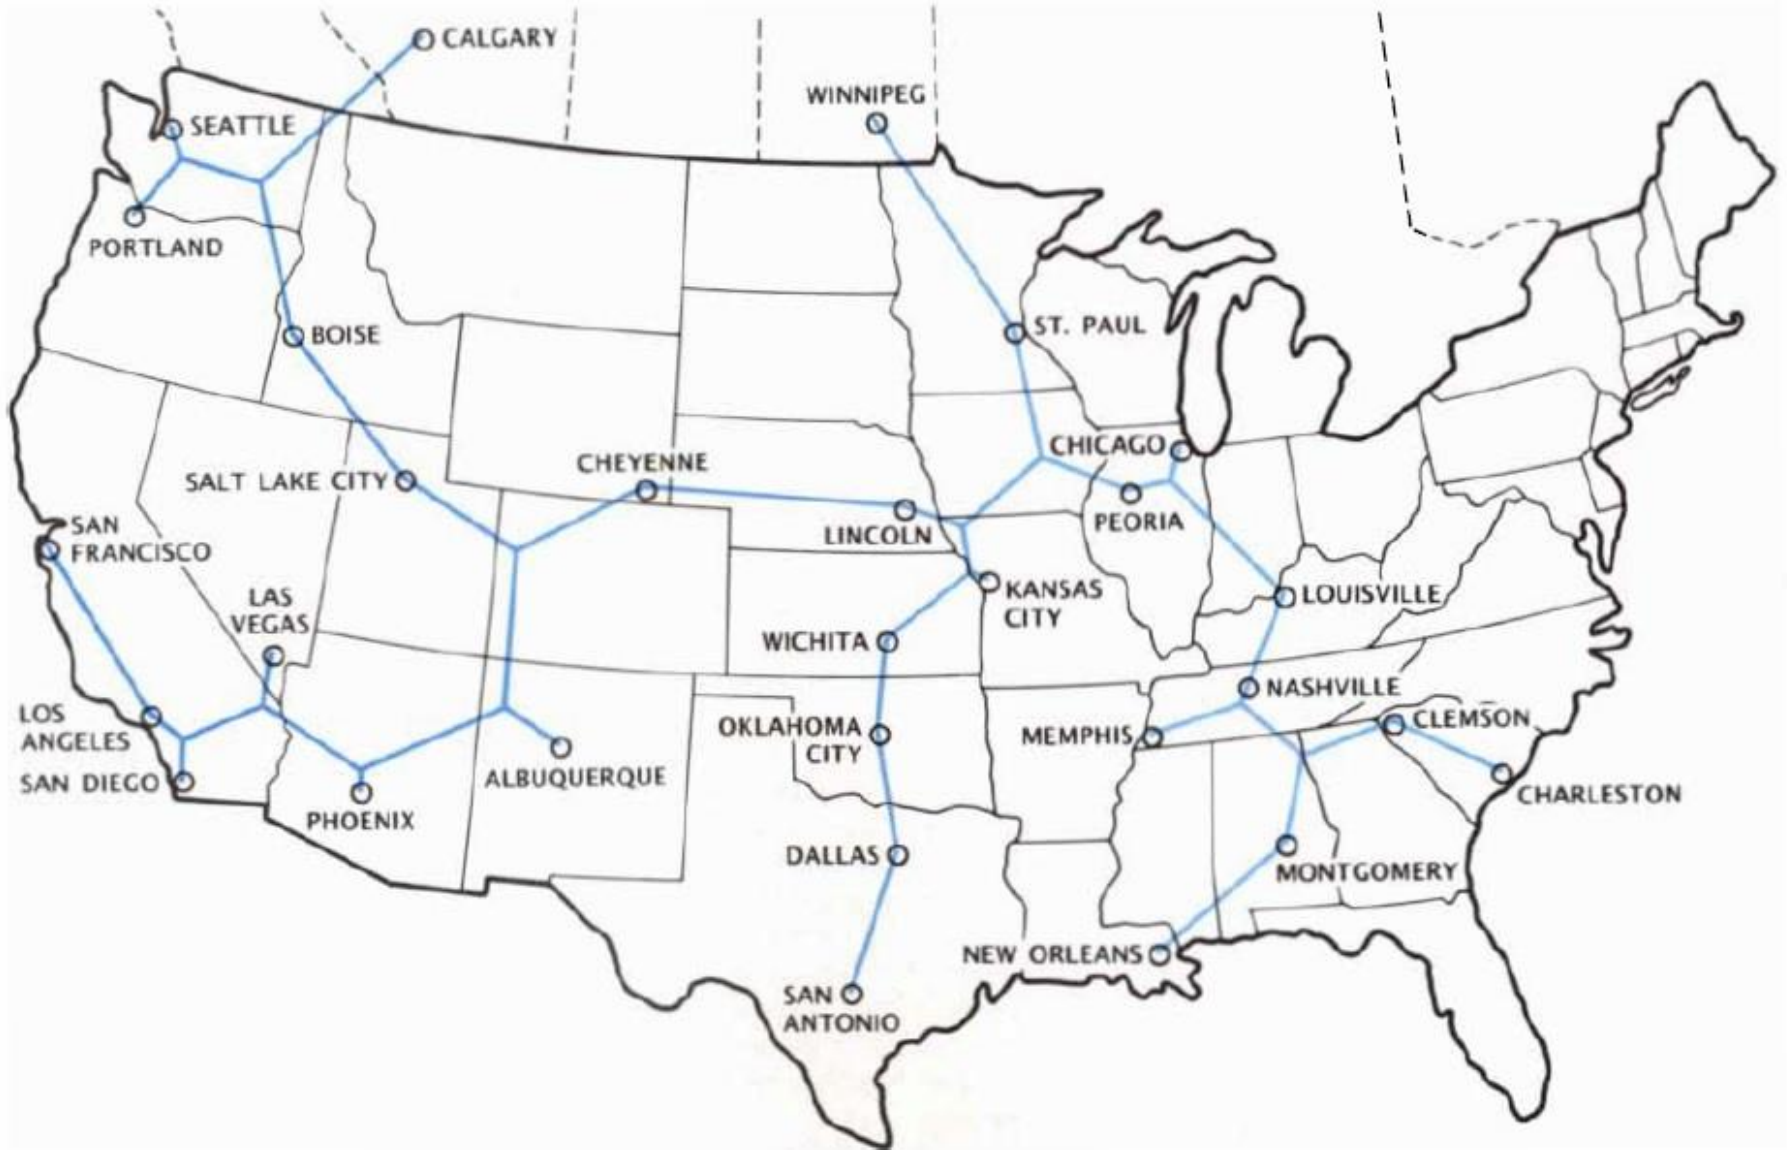 CALGARY
WINNIPEG
SEATTLE
PORTLAND
BOISE
ST. PAUL
CHICAGO
CHEYENNE
SALT LAKE CITY
PEORIA
LINCOLN
SAN
FRANCISCO
LAS
VEGAS
KANSAS
CITY
LOUISVILLE
WICHITA
NASHVILLE
LOS
ANGELES
OKLAHOMA
CITY
MEMPHIS
CLEMSON
SAN DIEGO
ALBUQUERQUE
PHOENIX
CHARLESTON
DALLAS
MONTGOMERY
NEW ORLEANS
SAN
ANTONIO